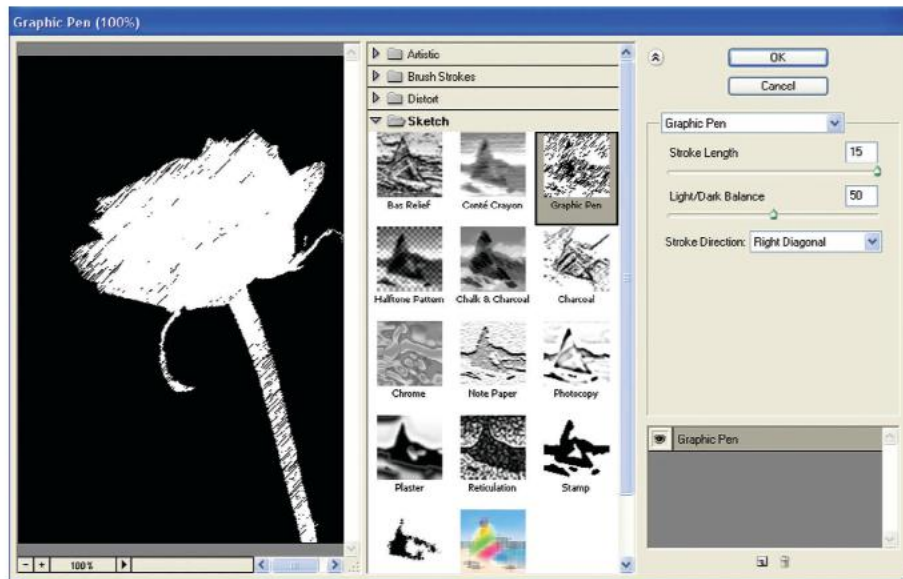 Graphic Pen (100%)
Artistic
Brush Strokes
Distort
Sketch
Bas Relief
Conté Crayon
Graphic Pen
Halftone Pattern
Chalk & Charcoal
Charcoal
Chrome
Note Paper
Photocopy
Plaster
Reticulation
Stamp
- + 100%
OK
Cancel
Graphic Pen
Stroke Length 15
Light/Dark Balance 50
Stroke Direction: Right Diagonal
Graphic Pen